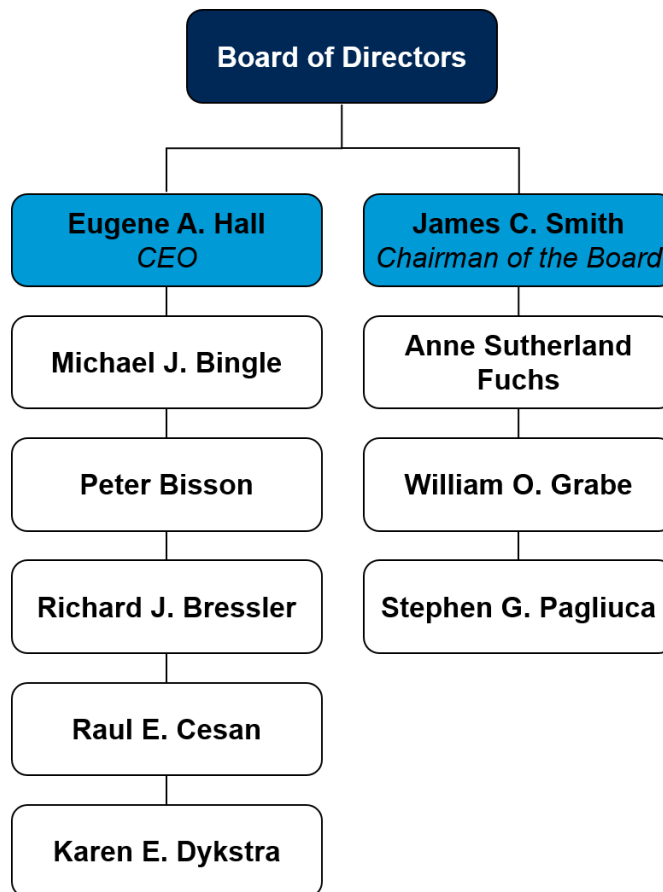 Board of Directors
Eugene A. Hall
CEO
Michael J. Bingle
Peter Bisson
Richard J. Bressler
Raul E. Cesan
Karen E. Dykstra
James C. Smith
Chairman of the Board
Anne Sutherland
Fuchs
William O. Grabe
Stephen G. Pagliuca